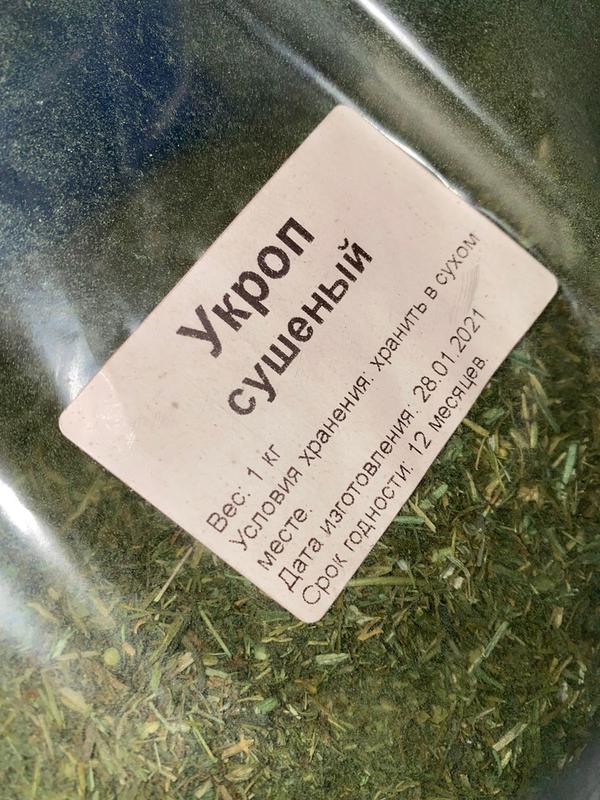 Укроп
сушеный
Вес: 1 кг
Условия хранения: хранить в сухом
месте.
Дата изготовления: 28.01.2021
Срок годности: 12 месяцев.